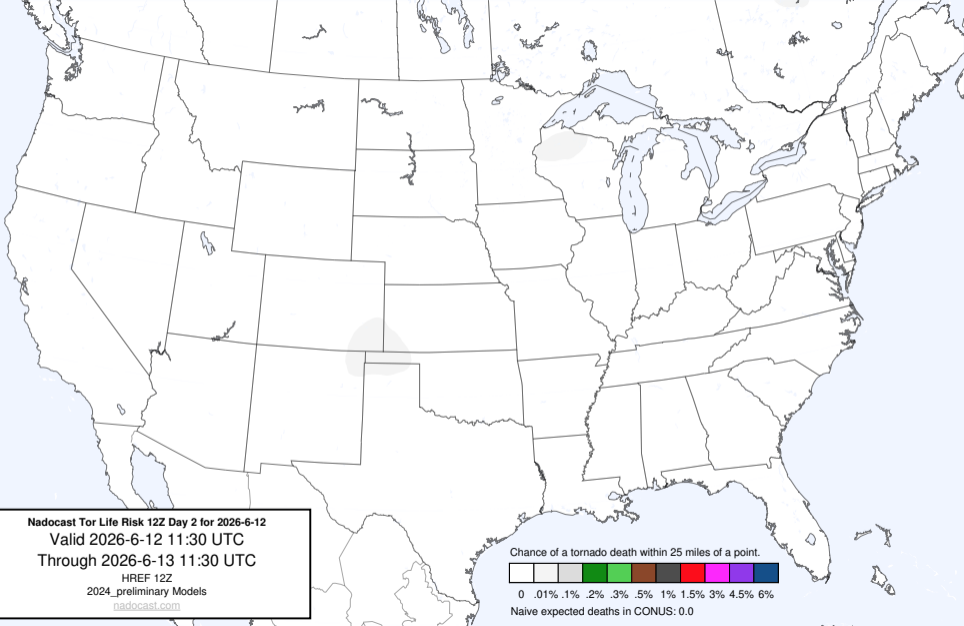 Nadocast Tor Life Risk 12Z Day 2 for 2026-6-12
Valid 2026-6-12 11:30 UTC
Through 2026-6-13 11:30 UTC
HREF 12Z
2024_preliminary Models
nadocast.com
Chance of a tornado death within 25 miles of a point.
0 .01% .1% .2% .3% .5% 1% 1.5% 3% 4.5% 6%
Naive expected deaths in CONUS: 0.0